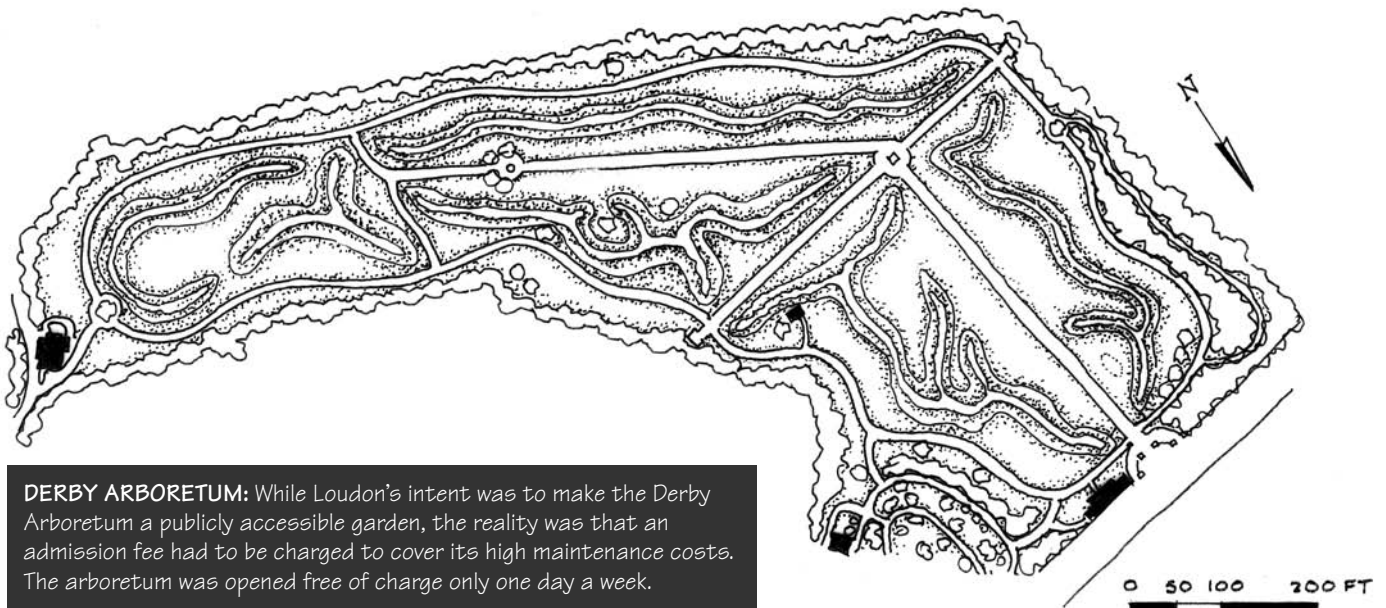 N
DERBY ARBORETUM: While Loudon’s intent was to make the Derby
Arboretum a publicly accessible garden, the reality was that an
admission fee had to be charged to cover its high maintenance costs.
The arboretum was opened free of charge only one day a week.
0 50 100 200 FT